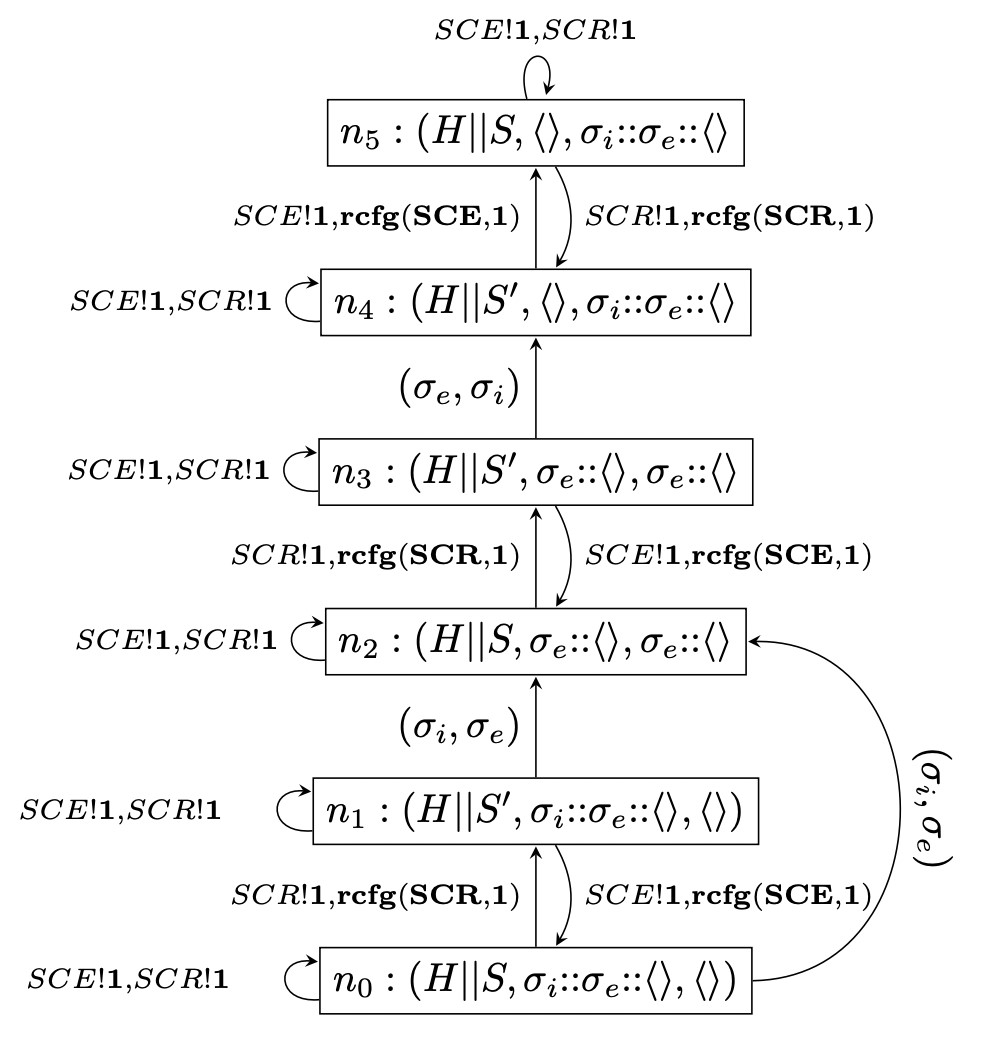 SCE!1,SCR!1
n₅ : (H||S, ⟨⟩, σᵢ::σₑ::⟨⟩
SCE!1,rcfg(SCE,1)
SCR!1,rcfg(SCR,1)
SCE!1,SCR!1
n₄ : (H||S′, ⟨⟩, σᵢ::σₑ::⟨⟩
(σₑ, σᵢ)
SCE!1,SCR!1
n₃ : (H||S′, σₑ::⟨⟩, σₑ::⟨⟩
SCR!1,rcfg(SCR,1)
SCE!1,rcfg(SCE,1)
SCE!1,SCR!1
n₂ : (H||S, σₑ::⟨⟩, σₑ::⟨⟩
(σᵢ, σₑ)
(σᵢ, σₑ)
SCE!1,SCR!1
n₁ : (H||S′, σᵢ::σₑ::⟨⟩, ⟨⟩)
SCR!1,rcfg(SCR,1)
SCE!1,rcfg(SCE,1)
SCE!1,SCR!1
n₀ : (H||S, σᵢ::σₑ::⟨⟩, ⟨⟩)